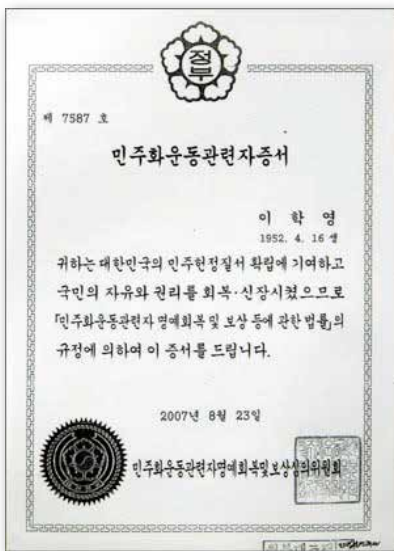 정부
제 7587 호
민주화운동관련자증서
이 학 영
1952. 4. 16 생
귀하는 대한민국의 민주헌정질서 확립에 기여하고
국민의 자유와 권리를 회복·신장시켰으므로
「민주화운동관련자 명예회복 및 보상 등에 관한 법률」의
규정에 의하여 이 증서를 드립니다.
2007년 8월 23일
민주화운동관련자명예회복및보상심의위원회